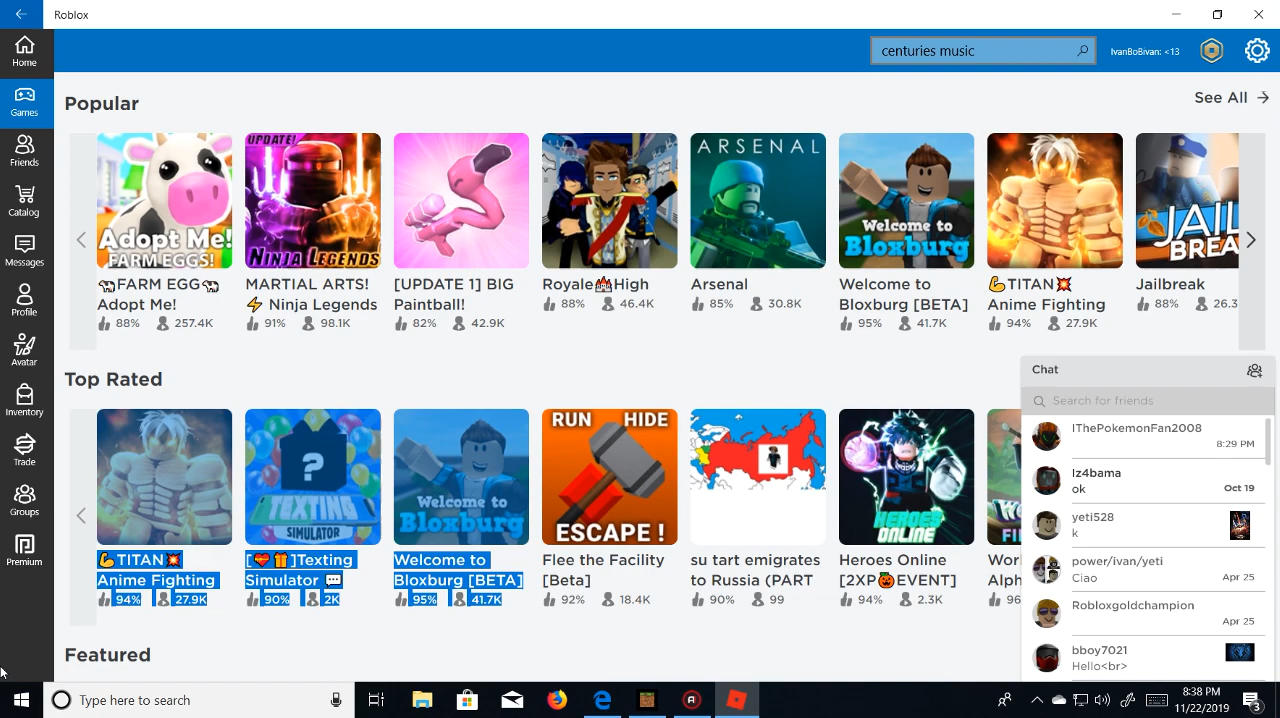 Roblox
Home
Games
Friends
Catalog
Messages
Profile
Avatar
Inventory
Trade
Groups
Premium
centuries music
IvanBoBivan: <13
Popular
See All
Adopt Me!
FARM EGGS!
UPDATE!
NINJA LEGENDS
ARSENAL
Welcome to
Bloxburg
JAIL
BREA
🐄FARM EGG🐄
Adopt Me!
88% 257.4K
MARTIAL ARTS!
⚡ Ninja Legends
91% 98.1K
[UPDATE 1] BIG
Paintball!
82% 42.9K
Royale🏰High
88% 46.4K
Arsenal
85% 30.8K
Welcome to
Bloxburg [BETA]
95% 41.7K
💪TITAN💥
Anime Fighting
94% 27.9K
Jailbreak
88% 26.3
Top Rated
?
TEXTING
SIMULATOR
Welcome to
Bloxburg
RUN HIDE
ESCAPE !
HEROES
ONLINE
💪TITAN💥
Anime Fighting
94% 27.9K
[💝🎁]Texting
Simulator 💬
90% 2K
Welcome to
Bloxburg [BETA]
95% 41.7K
Flee the Facility
[Beta]
92% 18.4K
su tart emigrates
to Russia (PART
90% 99
Heroes Online
[2XP🎃EVENT]
94% 2.3K
Wor
Alph
96
Featured
Chat
Search for friends
IThePokemonFan2008
8:29 PM
Iz4bama
ok
Oct 19
yeti528
k
power/ivan/yeti
Ciao
Apr 25
Robloxgoldchampion
Apr 25
bboy7021
Hello<br>
Type here to search
8:38 PM
11/22/2019
3